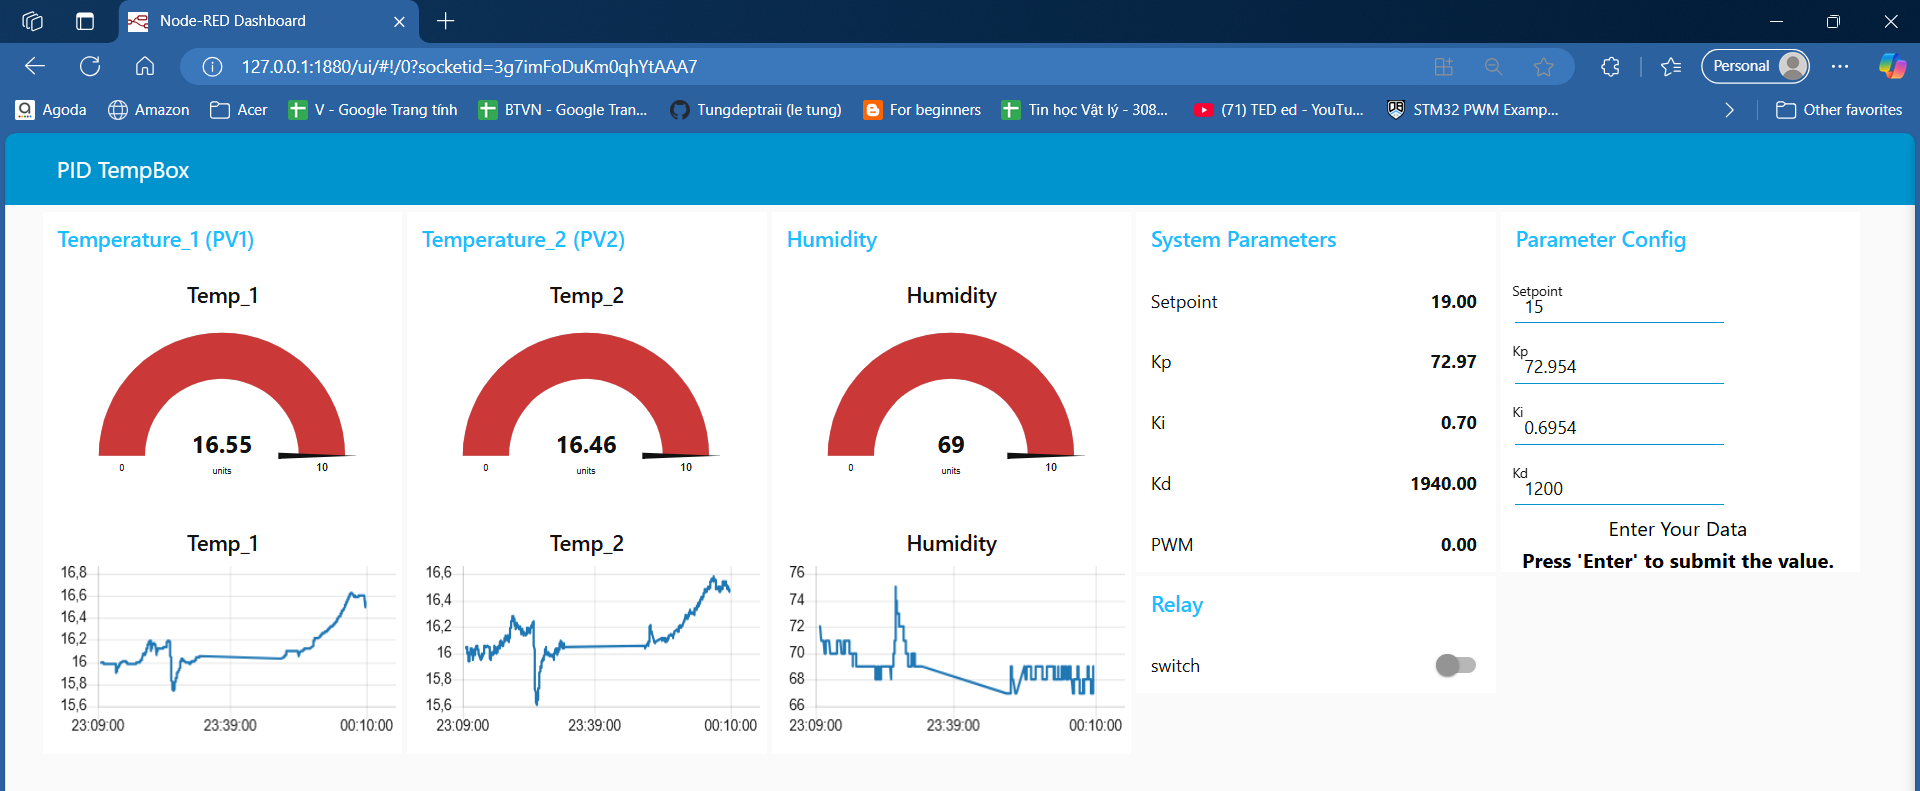 Node-RED Dashboard
127.0.0.1:1880/ui/#!/0?socketid=3g7imFoDuKm0qhYtAAA7
Personal
Agoda
Amazon
Acer
V - Google Trang tính
BTVN - Google Tran...
Tungdeptraii (le tung)
For beginners
Tin học Vật lý - 308...
(71) TED ed - YouTu...
STM32 PWM Examp...
Other favorites
PID TempBox
Temperature_1 (PV1)
Temp_1
16.55
units
0
10
Temp_1
16,8
16,6
16,4
16,2
16
15,8
15,6
23:09:00
23:39:00
00:10:00
Temperature_2 (PV2)
Temp_2
16.46
units
0
10
Temp_2
16,6
16,4
16,2
16
15,8
15,6
23:09:00
23:39:00
00:10:00
Humidity
Humidity
69
units
0
10
Humidity
76
74
72
70
68
66
23:09:00
23:39:00
00:10:00
System Parameters
Setpoint 19.00
Kp 72.97
Ki 0.70
Kd 1940.00
PWM 0.00
Relay
switch
Parameter Config
Setpoint
15
Kp
72.954
Ki
0.6954
Kd
1200
Enter Your Data
Press 'Enter' to submit the value.